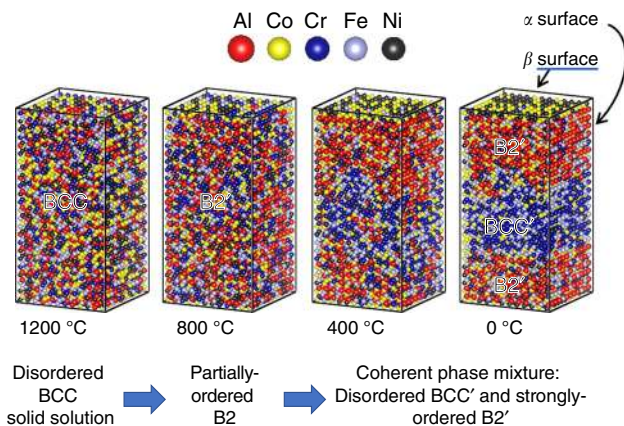 Al Co Cr Fe Ni
α surface
β surface
BCC
B2′
B2′
BCC′
B2′
1200 °C
800 °C
400 °C
0 °C
Disordered
BCC
solid solution
Partially-
ordered
B2
Coherent phase mixture:
Disordered BCC′ and strongly-
ordered B2′